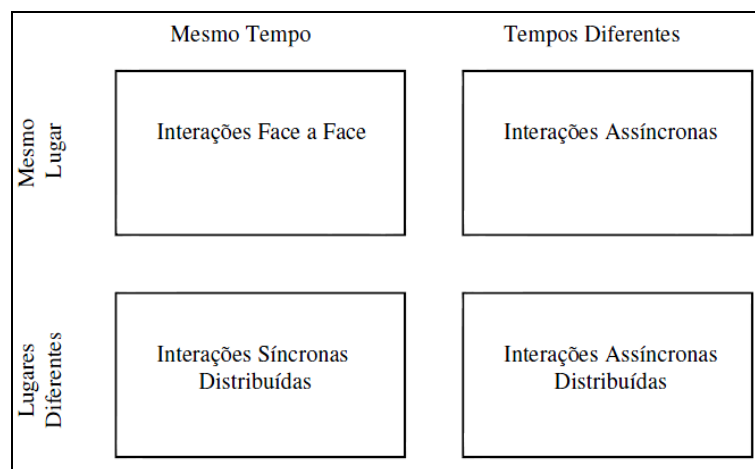 Mesmo Tempo
Tempos Diferentes
Mesmo
Lugar
Interações Face a Face
Interações Assíncronas
Lugares
Diferentes
Interações Síncronas
Distribuídas
Interações Assíncronas
Distribuídas